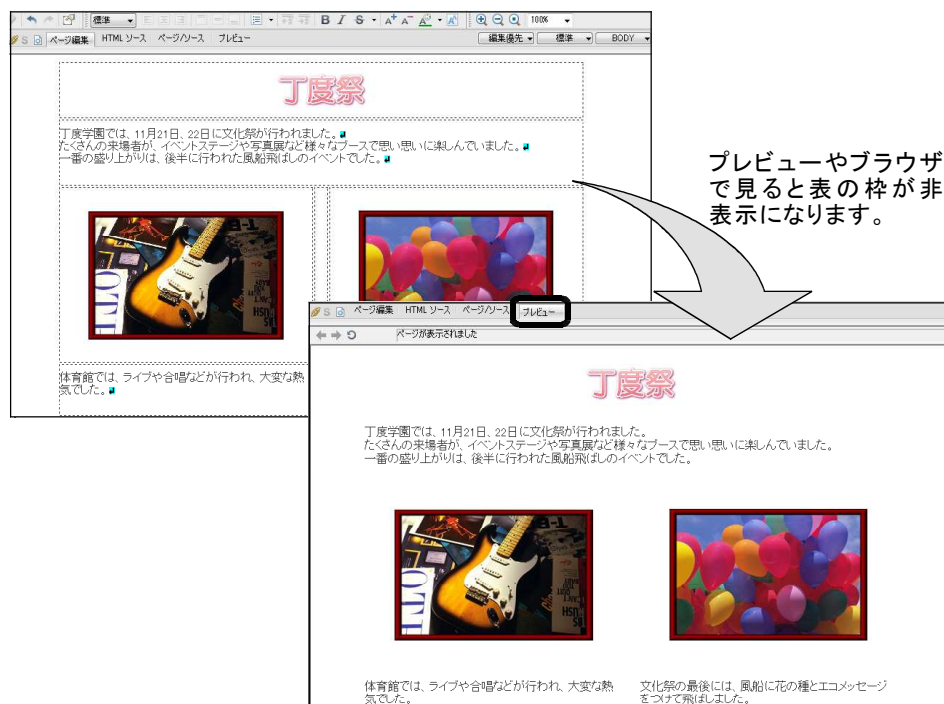 標準
B I S A+ A- A A 100%
ページ編集 HTML ソース ページ/ソース プレビュー
編集優先 標準 BODY
丁度祭
丁度学園では、11月21日、22日に文化祭が行われました。
たくさんの来場者が、イベントステージや写真展など様々なブースで思い思いに楽しんでいました。
一番の盛り上がりは、後半に行われた風船飛ばしのイベントでした。
体育館では、ライブや合唱などが行われ、大変な熱
気でした。
プレビューやブラウザ
で見ると表の枠が非
表示になります。
ページ編集 HTML ソース ページ/ソース プレビュー
ページが表示されました
丁度祭
丁度学園では、11月21日、22日に文化祭が行われました。
たくさんの来場者が、イベントステージや写真展など様々なブースで思い思いに楽しんでいました。
一番の盛り上がりは、後半に行われた風船飛ばしのイベントでした。
体育館では、ライブや合唱などが行われ、大変な熱
気でした。
文化祭の最後には、風船に花の種とエコメッセージ
をつけて飛ばしました。